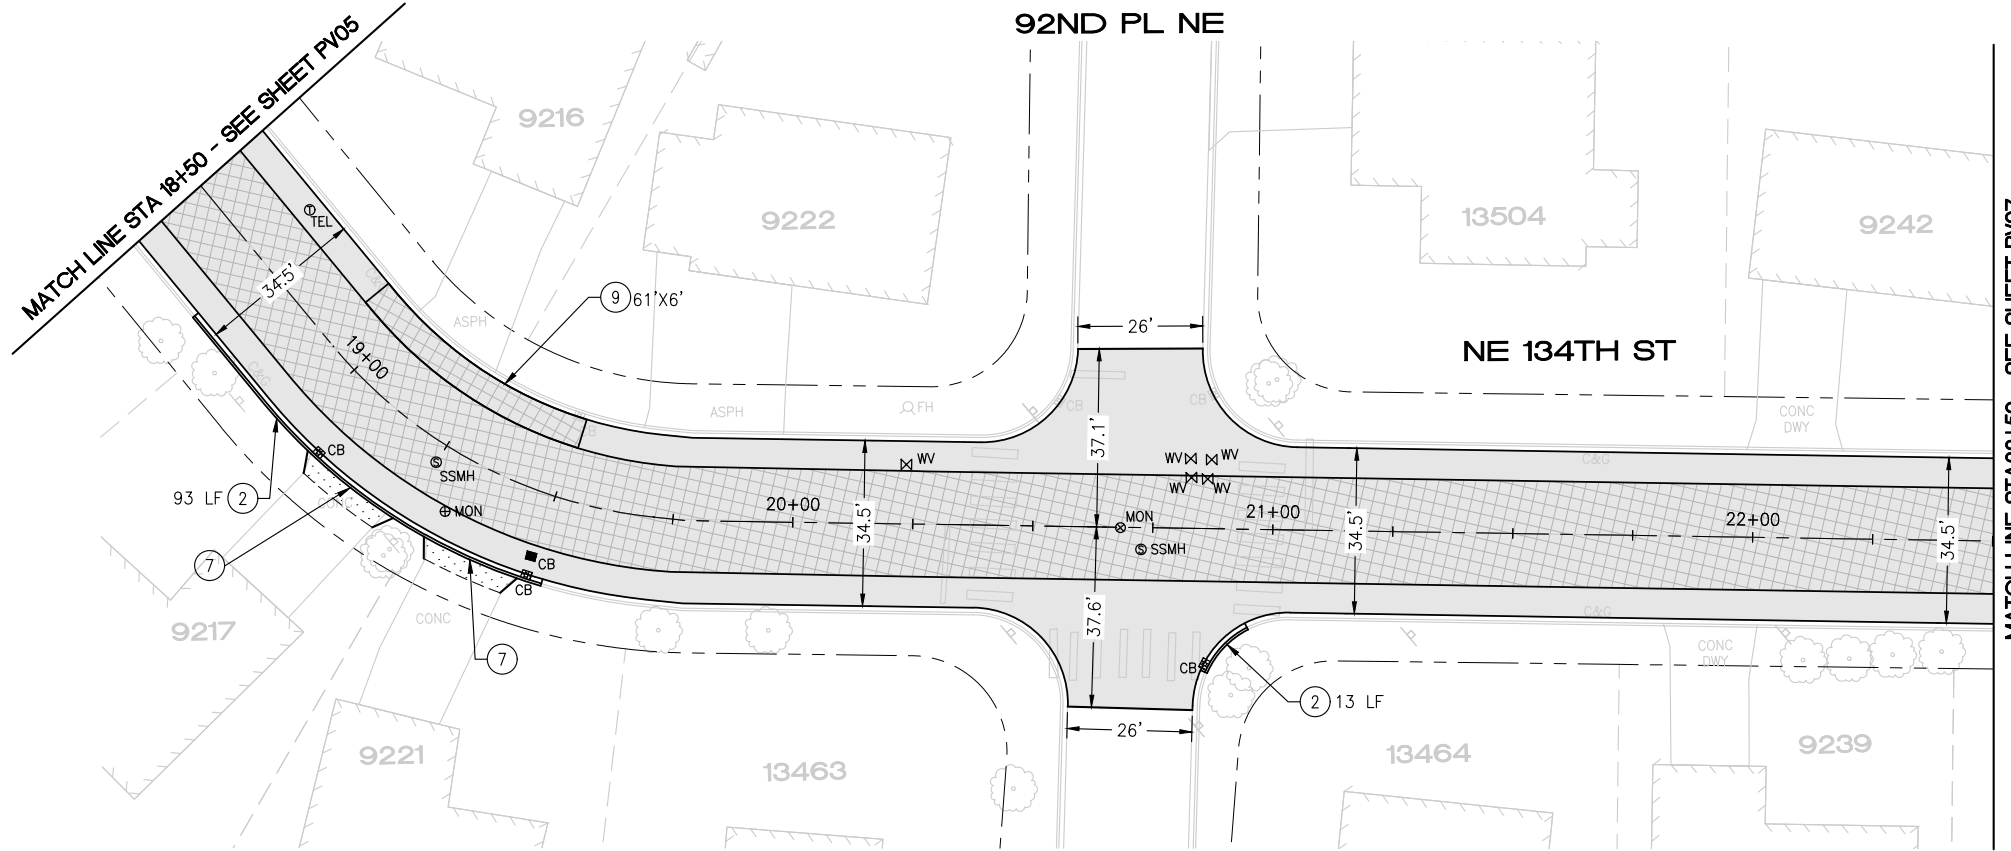 92ND PL NE
MATCH LINE STA 18+50 - SEE SHEET PV05
9216
9222
13504
9242
TEL
C&G
34.5'
9 61'X6'
ASPH
26'
NE 134TH ST
19+00
C&G
ASPH
FH
CB
CB
37.1'
CONC
DWY
CB
SSMH
93 LF 2
MON
WV
WV
WV
WV
WV
C&G
20+00
34.5'
MON
21+00
34.5'
22+00
34.5'
SSMH
7
CB
CB
CONC
9217
7
37.6'
C&G
CB
CONC
DWY
2 13 LF
26'
9221
13463
13464
9239